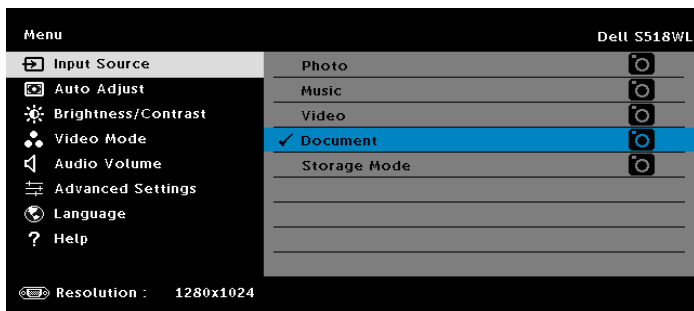 Menu
Dell S518WL
Input Source
Auto Adjust
Brightness/Contrast
Video Mode
Audio Volume
Advanced Settings
Language
? Help
Photo
Music
Video
✓ Document
Storage Mode
Resolution : 1280x1024